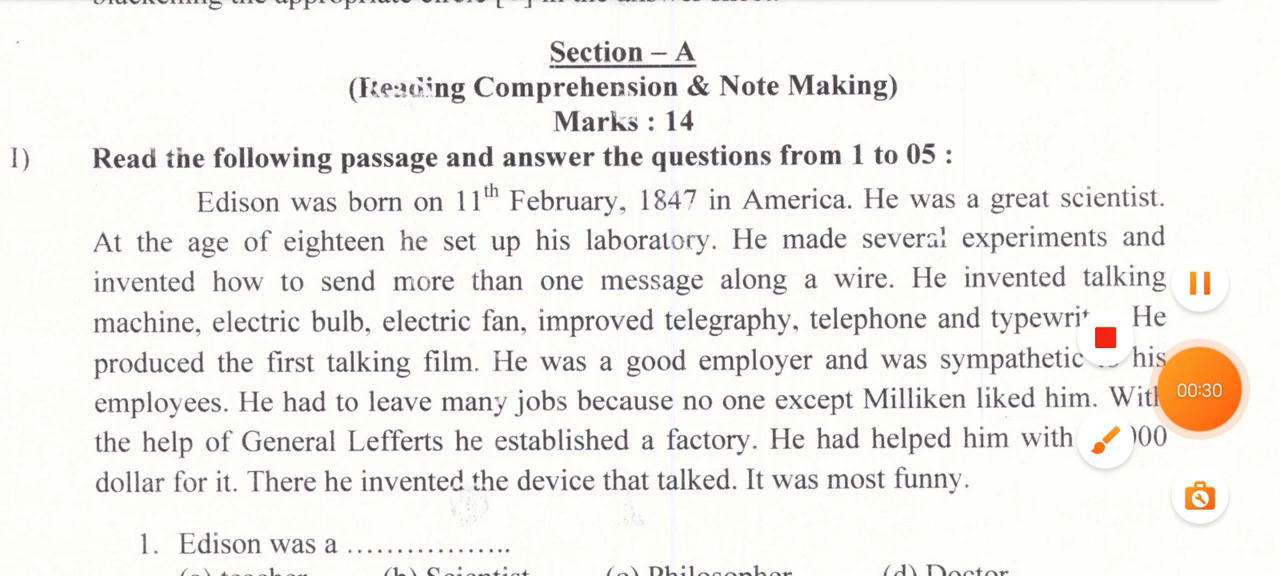 Section – A
(Reading Comprehension & Note Making)
Marks : 14
I) Read the following passage and answer the questions from 1 to 05 :
Edison was born on 11th February, 1847 in America. He was a great scientist.
At the age of eighteen he set up his laboratory. He made several experiments and
invented how to send more than one message along a wire. He invented talking
machine, electric bulb, electric fan, improved telegraphy, telephone and He
produced the first talking film. He was a good employer and was sympathetic his
employees. He had to leave many jobs because no one except Milliken liked him. With
the help of General Lefferts he established a factory. He had helped him with
dollar for it. There he invented the device that talked. It was most funny.
00:30
1. Edison was a .................
(a) teacher (b) Scientist (c) Philosopher (d) Doctor